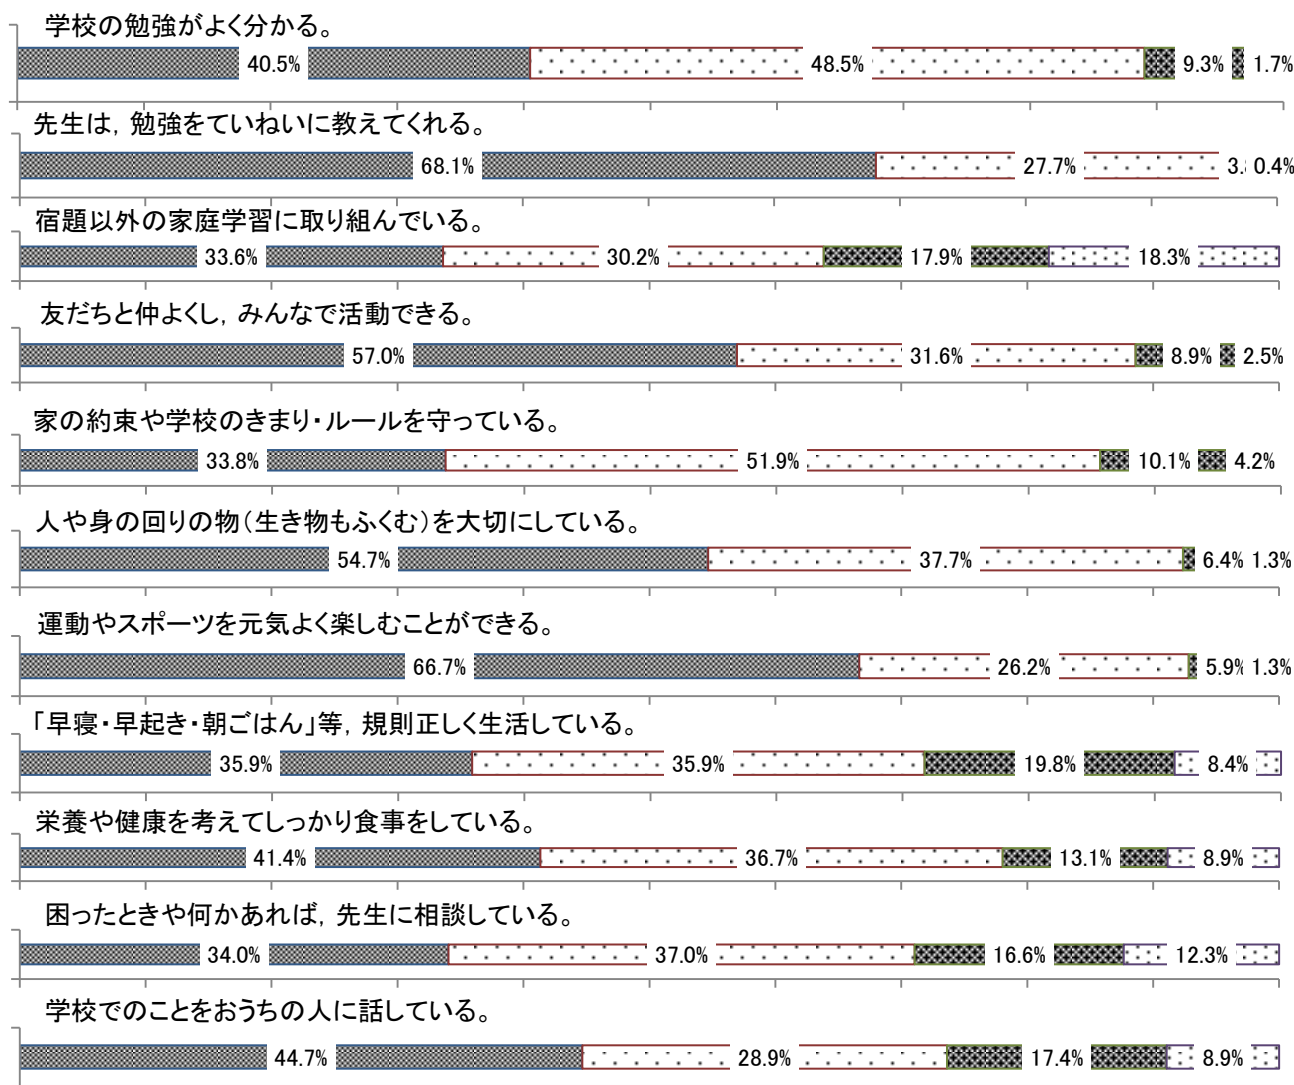 学校の勉強がよく分かる。
40.5% 48.5% 9.3% 1.7%
先生は，勉強をていねいに教えてくれる。
68.1% 27.7% 3. 0.4%
宿題以外の家庭学習に取り組んでいる。
33.6% 30.2% 17.9% 18.3%
友だちと仲よくし，みんなで活動できる。
57.0% 31.6% 8.9% 2.5%
家の約束や学校のきまり・ルールを守っている。
33.8% 51.9% 10.1% 4.2%
人や身の回りの物（生き物もふくむ）を大切にしている。
54.7% 37.7% 6.4% 1.3%
運動やスポーツを元気よく楽しむことができる。
66.7% 26.2% 5.9% 1.3%
「早寝・早起き・朝ごはん」等，規則正しく生活している。
35.9% 35.9% 19.8% 8.4%
栄養や健康を考えてしっかり食事をしている。
41.4% 36.7% 13.1% 8.9%
困ったときや何かあれば，先生に相談している。
34.0% 37.0% 16.6% 12.3%
学校でのことをおうちの人に話している。
44.7% 28.9% 17.4% 8.9%